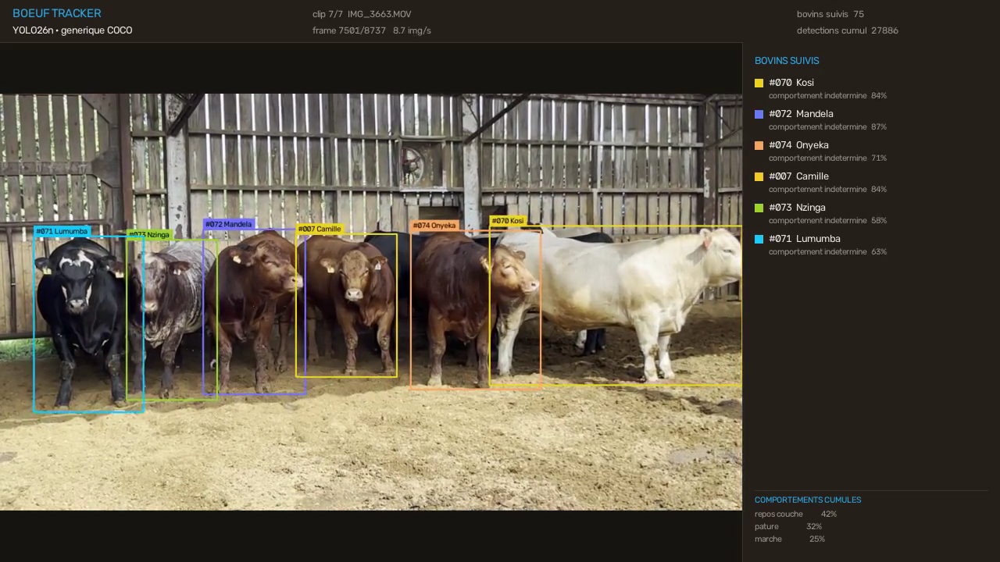 BOEUF TRACKER
YOLO26n • generique COCO
clip 7/7 IMG_3663.MOV
frame 7501/8737 8.7 img/s
bovins suivis 75
detections cumul 27886
BOVINS SUIVIS
#070 Kosi
comportement indetermine 84%
#072 Mandela
comportement indetermine 87%
#074 Onyeka
comportement indetermine 71%
#007 Camille
comportement indetermine 84%
#073 Nzinga
comportement indetermine 58%
#071 Lumumba
comportement indetermine 63%
#071 Lumumba
#073 Nzinga
#072 Mandela
#007 Camille
#074 Onyeka
#070 Kosi
COMPORTEMENTS CUMULES
repos couche 42%
pature 32%
marche 25%